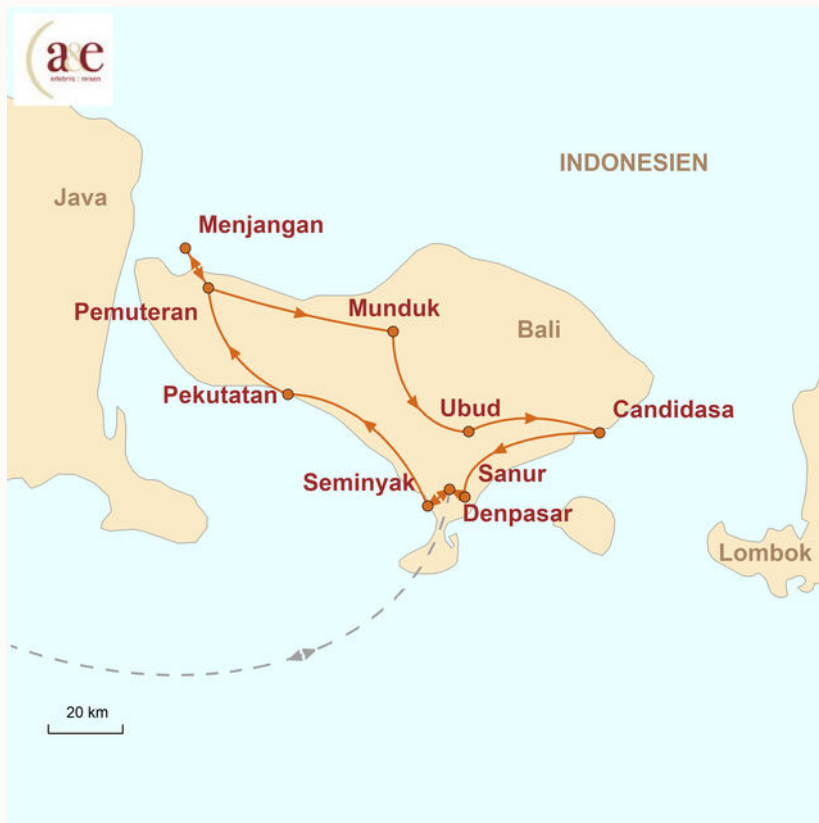 a&e
erlebnis : reisen
INDONESIEN
Java
Menjangan
Pemuteran
Munduk
Bali
Pekutatan
Ubud
Candidasa
Seminyak
Sanur
Denpasar
Lombok
20 km